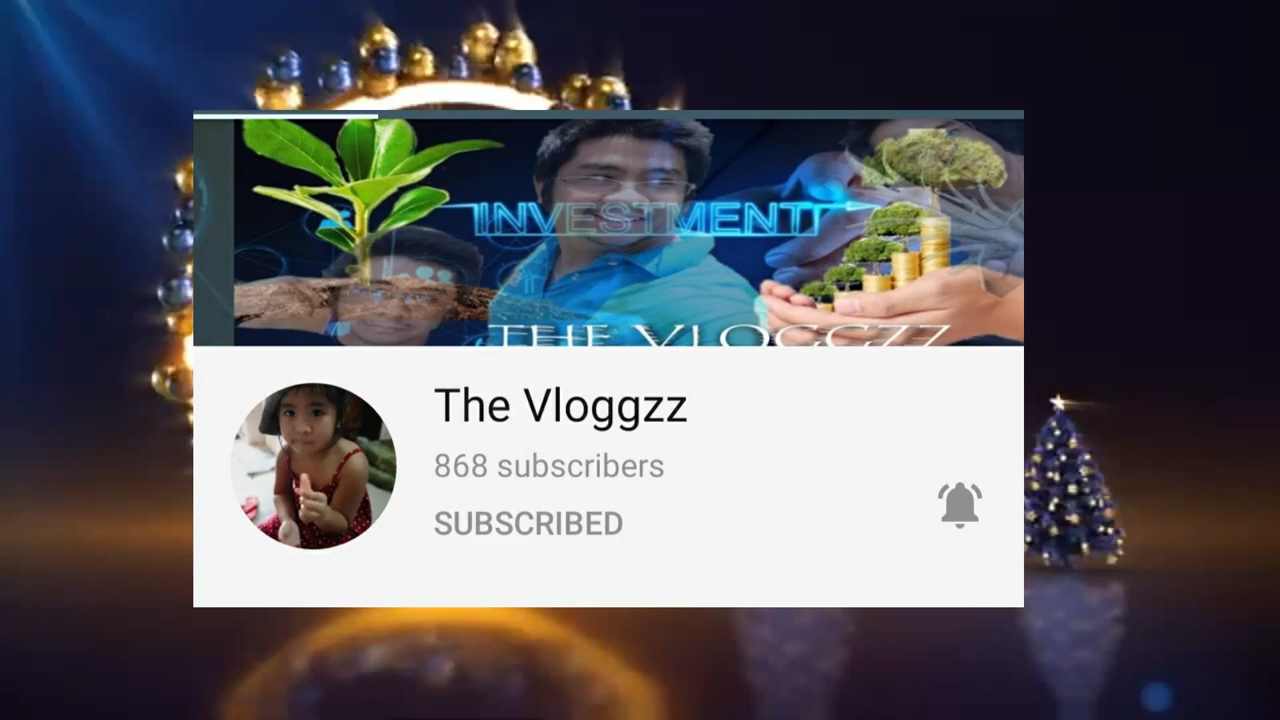 INVESTMENT
THE VLOGGZZ
The Vloggzz
868 subscribers
SUBSCRIBED